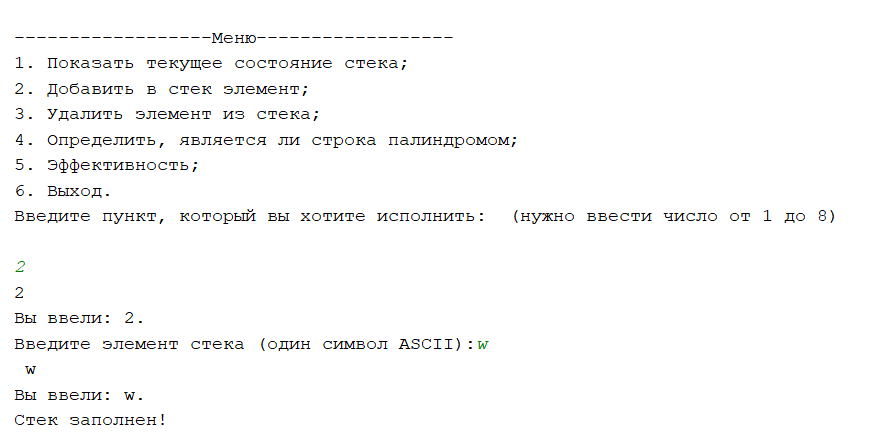 ------------------Меню------------------
1. Показать текущее состояние стека;
2. Добавить в стек элемент;
3. Удалить элемент из стека;
4. Определить, является ли строка палиндромом;
5. Эффективность;
6. Выход.
Введите пункт, который вы хотите исполнить:  (нужно ввести число от 1 до 8)
2
2
Вы ввели: 2.
Введите элемент стека (один символ ASCII):w
 w
Вы ввели: w.
Стек заполнен!